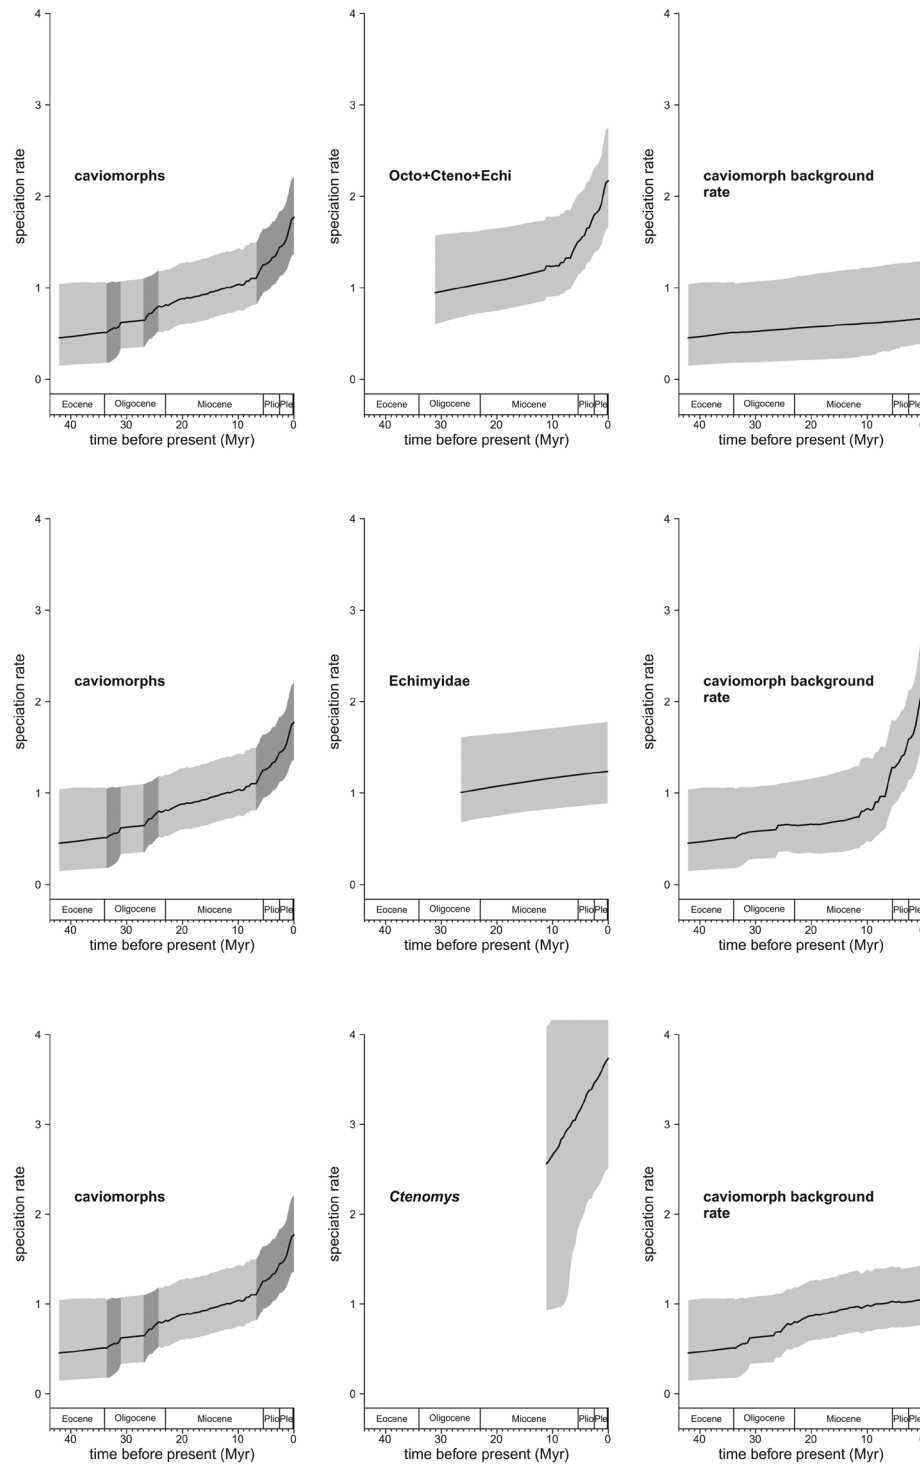 4
3
2
1
0
speciation rate
caviomorphs
Eocene Oligocene Miocene Plio Ple
40 30 20 10 0
time before present (Myr)
4
3
2
1
0
speciation rate
Octo+Cteno+Echi
Eocene Oligocene Miocene Plio Ple
40 30 20 10 0
time before present (Myr)
4
3
2
1
0
speciation rate
caviomorph background
rate
Eocene Oligocene Miocene Plio Ple
40 30 20 10 0
time before present (Myr)
4
3
2
1
0
speciation rate
caviomorphs
Eocene Oligocene Miocene Plio Ple
40 30 20 10 0
time before present (Myr)
4
3
2
1
0
speciation rate
Echimyidae
Eocene Oligocene Miocene Plio Ple
40 30 20 10 0
time before present (Myr)
4
3
2
1
0
speciation rate
caviomorph background
rate
Eocene Oligocene Miocene Plio Ple
40 30 20 10 0
time before present (Myr)
4
3
2
1
0
speciation rate
caviomorphs
Eocene Oligocene Miocene Plio Ple
40 30 20 10 0
time before present (Myr)
4
3
2
1
0
speciation rate
Ctenomys
Eocene Oligocene Miocene Plio Ple
40 30 20 10 0
time before present (Myr)
4
3
2
1
0
speciation rate
caviomorph background
rate
Eocene Oligocene Miocene Plio Ple
40 30 20 10 0
time before present (Myr)